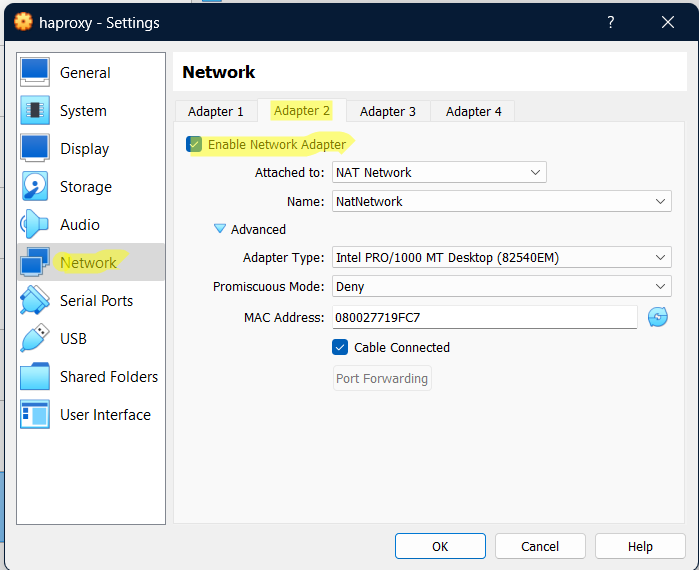 haproxy - Settings
?
General
System
Display
Storage
Audio
Network
Serial Ports
USB
Shared Folders
User Interface
Network
Adapter 1 Adapter 2 Adapter 3 Adapter 4
Enable Network Adapter
Attached to: NAT Network
Name: NatNetwork
Advanced
Adapter Type: Intel PRO/1000 MT Desktop (82540EM)
Promiscuous Mode: Deny
MAC Address: 080027719FC7
Cable Connected
Port Forwarding
OK Cancel Help